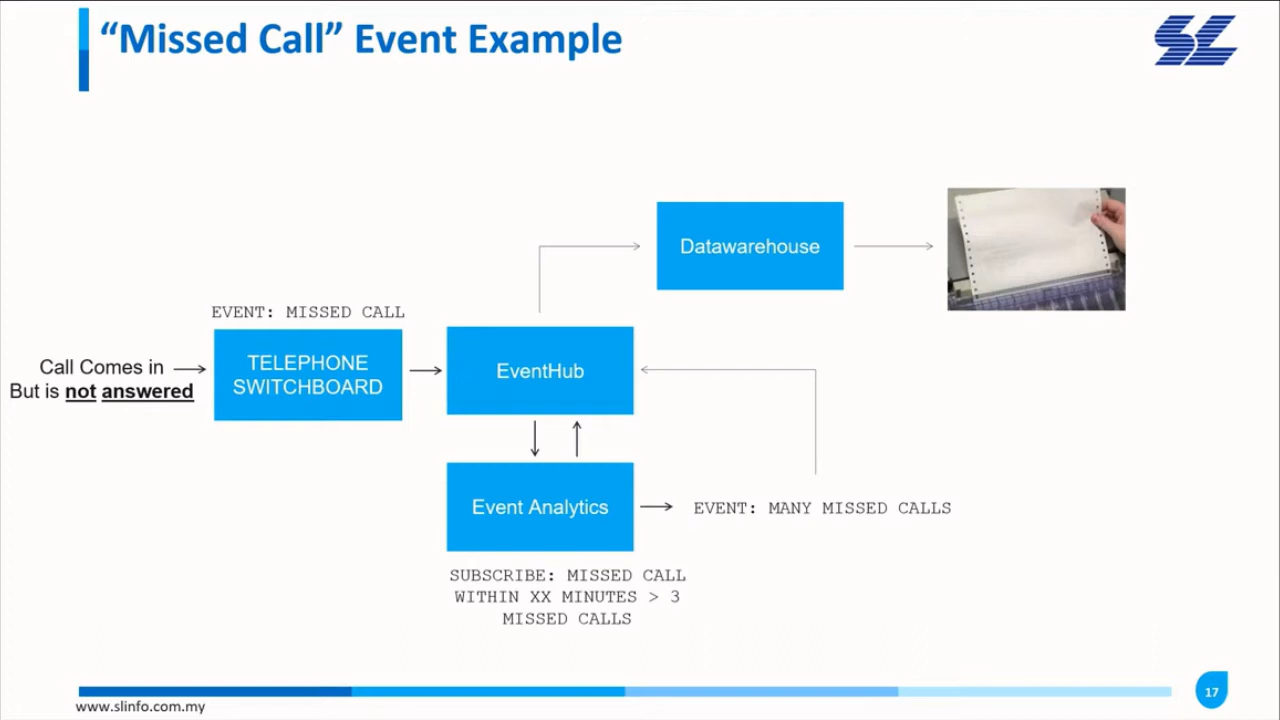 “Missed Call” Event Example
SL
Datawarehouse
EVENT: MISSED CALL
TELEPHONE
SWITCHBOARD
Call Comes in
But is not answered
EventHub
Event Analytics
EVENT: MANY MISSED CALLS
SUBSCRIBE: MISSED CALL
WITHIN XX MINUTES > 3
MISSED CALLS
www.slinfo.com.my
17